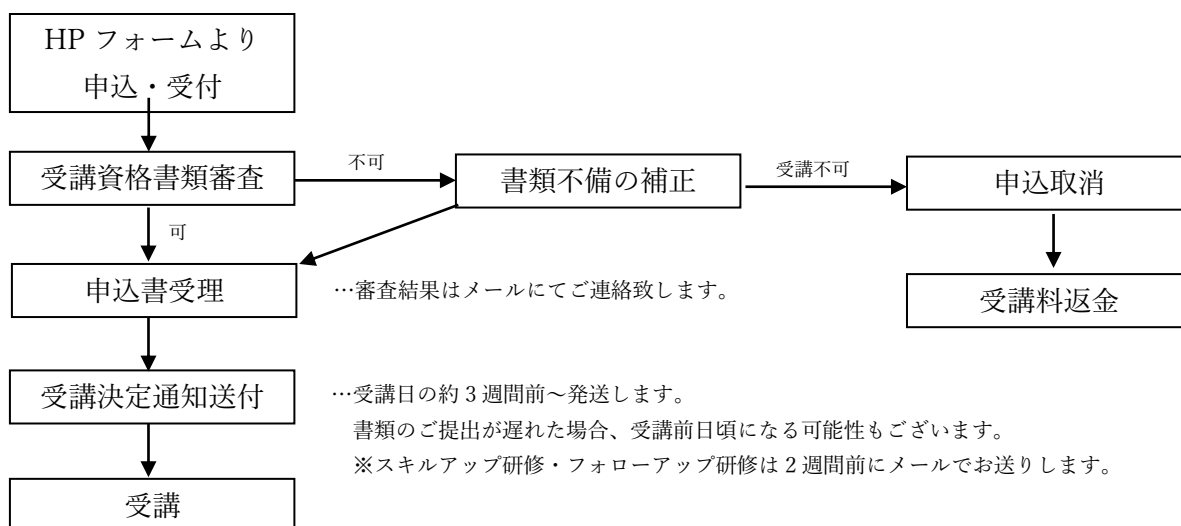 HP フォームより
申込・受付
受講資格書類審査
不可
書類不備の補正
受講不可
申込取消
可
申込書受理
…審査結果はメールにてご連絡致します。
受講料返金
受講決定通知送付
…受講日の約 3 週間前～発送します。
書類のご提出が遅れた場合、受講前日頃になる可能性もございます。
※スキルアップ研修・フォローアップ研修は 2 週間前にメールでお送りします。
受講